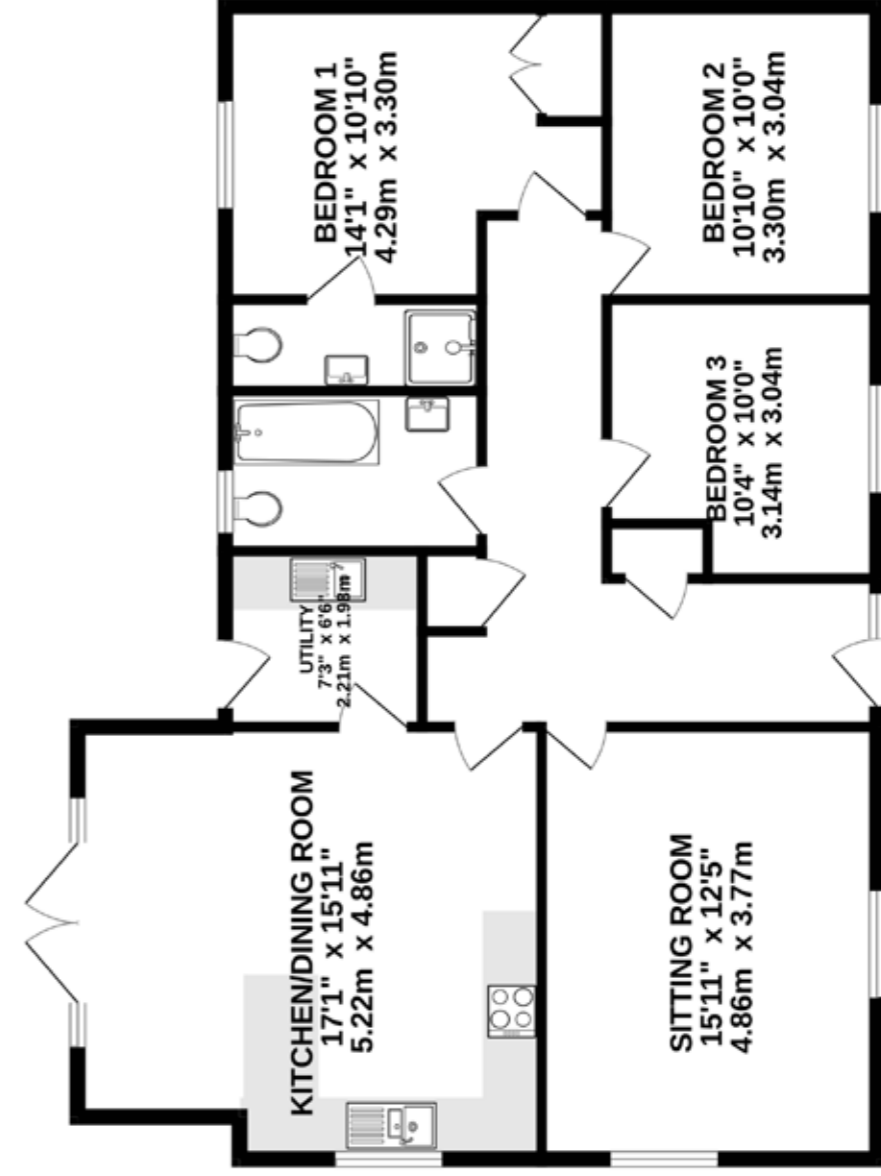 BEDROOM 1
14'1" x 10'10"
4.29m x 3.30m
BEDROOM 2
10'10" x 10'0"
3.30m x 3.04m
BEDROOM 3
10'4" x 10'0"
3.14m x 3.04m
UTILITY
7'3" x 6'6"
2.21m x 1.98m
KITCHEN/DINING ROOM
17'1" x 15'11"
5.22m x 4.86m
SITTING ROOM
15'11" x 12'5"
4.86m x 3.77m